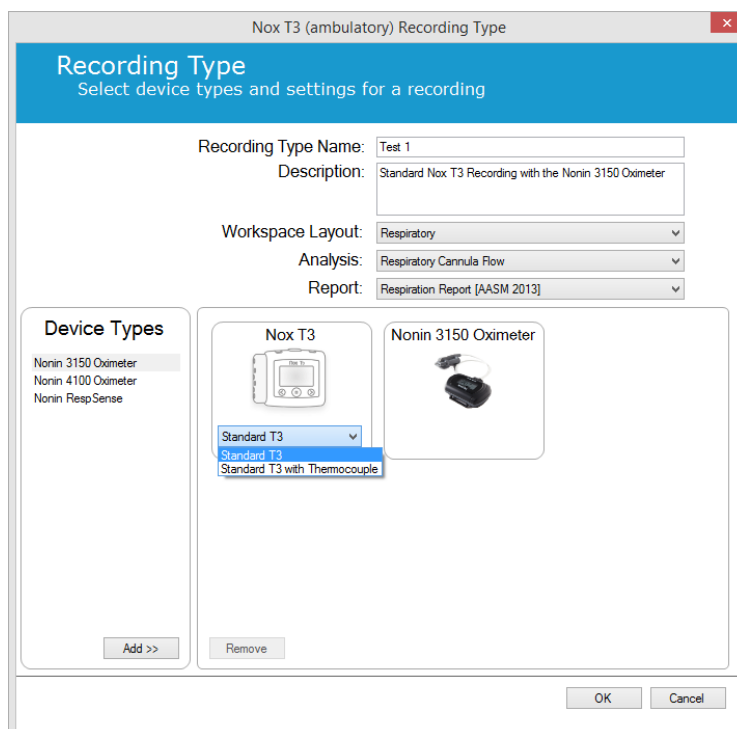 Nox T3 (ambulatory) Recording Type
Recording Type
Select device types and settings for a recording
Recording Type Name: Test 1
Description: Standard Nox T3 Recording with the Nonin 3150 Oximeter
Workspace Layout: Respiratory
Analysis: Respiratory Cannula Flow
Report: Respiration Report [AASM 2013]
Device Types
Nonin 3150 Oximeter
Nonin 4100 Oximeter
Nonin RespSense
Add >>
Nox T3
Nox T3
Standard T3
Standard T3
Standard T3 with Thermocouple
Nonin 3150 Oximeter
Remove
OK
Cancel